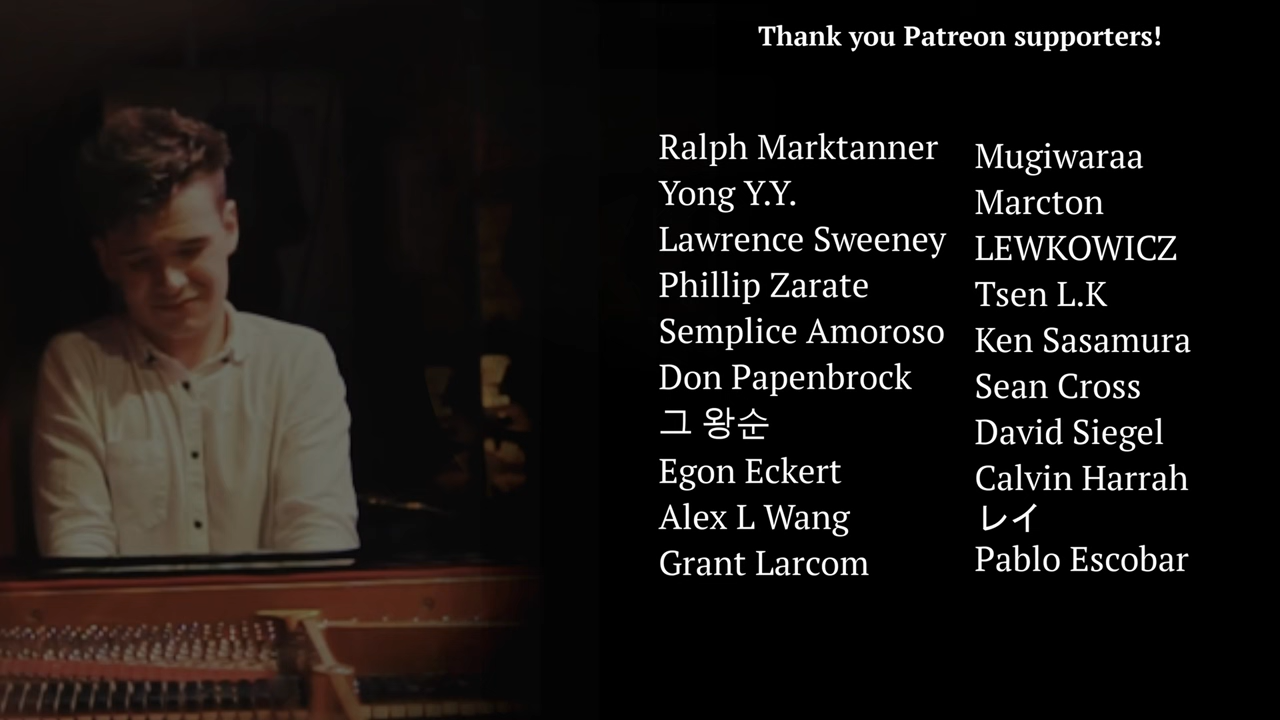 Thank you Patreon supporters!
Ralph Marktanner
Yong Y.Y.
Lawrence Sweeney
Phillip Zarate
Semplice Amoroso
Don Papenbrock
그 왕순
Egon Eckert
Alex L Wang
Grant Larcom
Mugiwaraa
Marcton
LEWKOWICZ
Tsen L.K
Ken Sasamura
Sean Cross
David Siegel
Calvin Harrah
レイ
Pablo Escobar